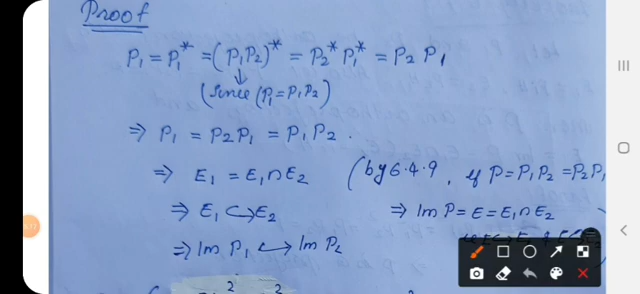 Proof
P₁ = P₁* = (P₁P₂)* = P₂* P₁* = P₂ P₁
↓
(Since (P₁ = P₁P₂)
⇒ P₁ = P₂P₁ = P₁P₂.
⇒ E₁ = E₁∩E₂ (by 6.4.9, if P = P₁P₂ = P₂P₁
⇒ E₁ ↪ E₂ ⇒ Im P = E = E₁∩E₂
⇒ Im P₁ ↪ Im P₂